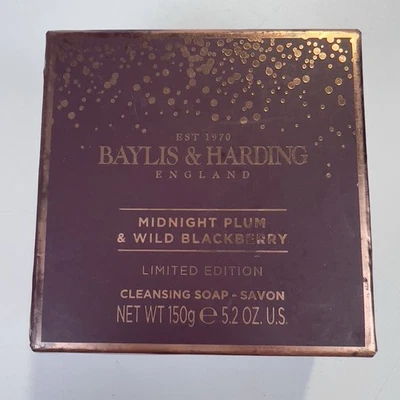 EST 1970
BAYLIS & HARDING
ENGLAND
MIDNIGHT PLUM
& WILD BLACKBERRY
LIMITED EDITION
CLEANSING SOAP - SAVON
NET WT 150g ℮ 5.2 OZ. U.S.